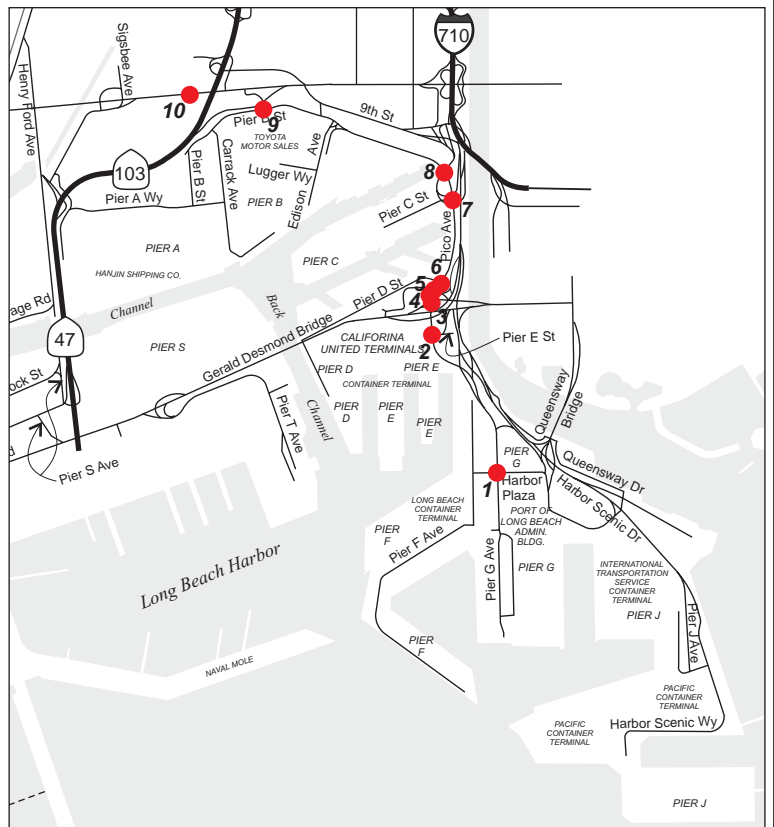 710
Sigsbee Ave
Henry Ford Ave
10
9th St
Pier B St
9
TOYOTA
MOTOR SALES
Ave
Edison
103
Pier B St
Carrack Ave
Lugger Wy
8
Pier A Wy
PIER B
7
Pier C St
Pico Ave
PIER A
PIER C
HANJIN SHIPPING CO.
6
5
4
3
2
age Rd
Channel
Back
Channel
Pier D St
47
PIER S
Gerald Desmond Bridge
CALIFORINA
UNITED TERMINALS
Pier E St
PIER D
PIER E
CONTAINER TERMINAL
ock St
d
Pier S Ave
Pier T Ave
PIER
D
PIER
E
PIER
E
Queensway
Bridge
PIER
G
Queensway Dr
1
Harbor
Plaza
Harbor Scenic Dr
LONG BEACH
CONTAINER
TERMINAL
PORT OF
LONG BEACH
ADMIN.
BLDG.
PIER
F
Pier F Ave
Pier G Ave
PIER G
Long Beach Harbor
INTERNATIONAL
TRANSPORTATION
SERVICE
CONTAINER
TERMINAL
PIER J
Pier J Ave
PIER
F
NAVAL MOLE
PACIFIC
CONTAINER
TERMINAL
PACIFIC
CONTAINER
TERMINAL
Harbor Scenic Wy
PIER J